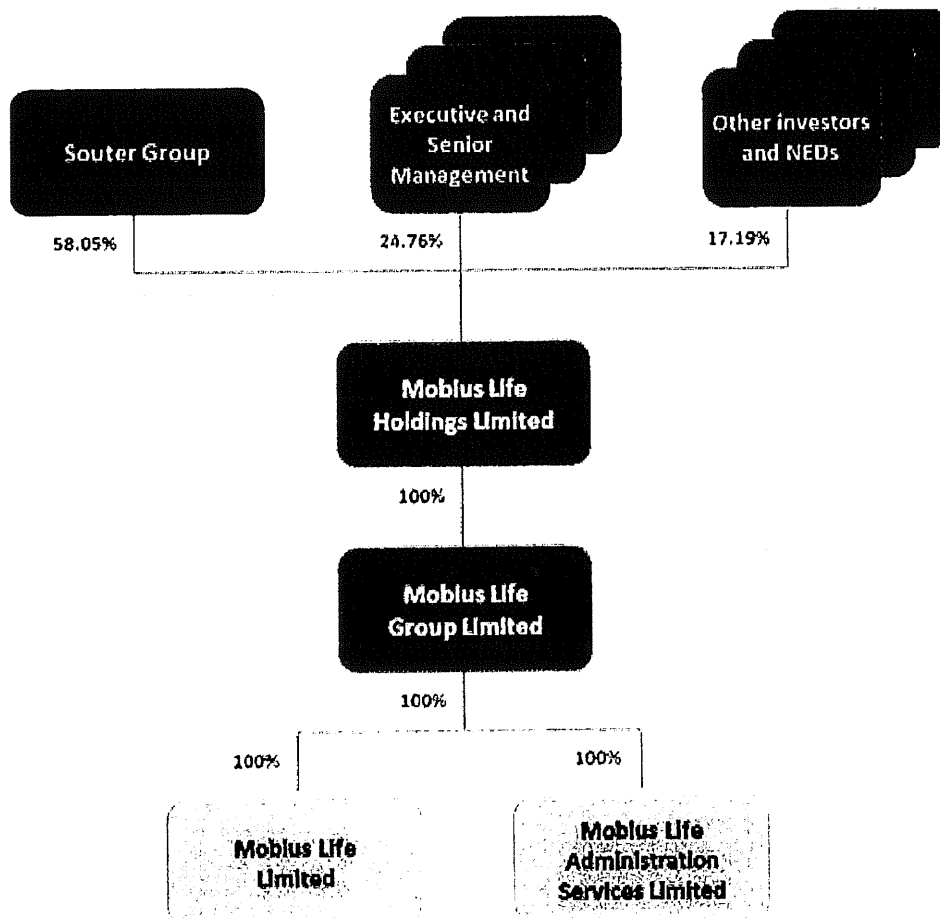 Souter Group
Executive and
Senior
Management
Other investors
and NEDs
58.05%
24.76%
17.19%
Mobius Life
Holdings Limited
100%
Mobius Life
Group Limited
100%
100%
100%
Mobius Life
Limited
Mobius Life
Administration
Services Limited